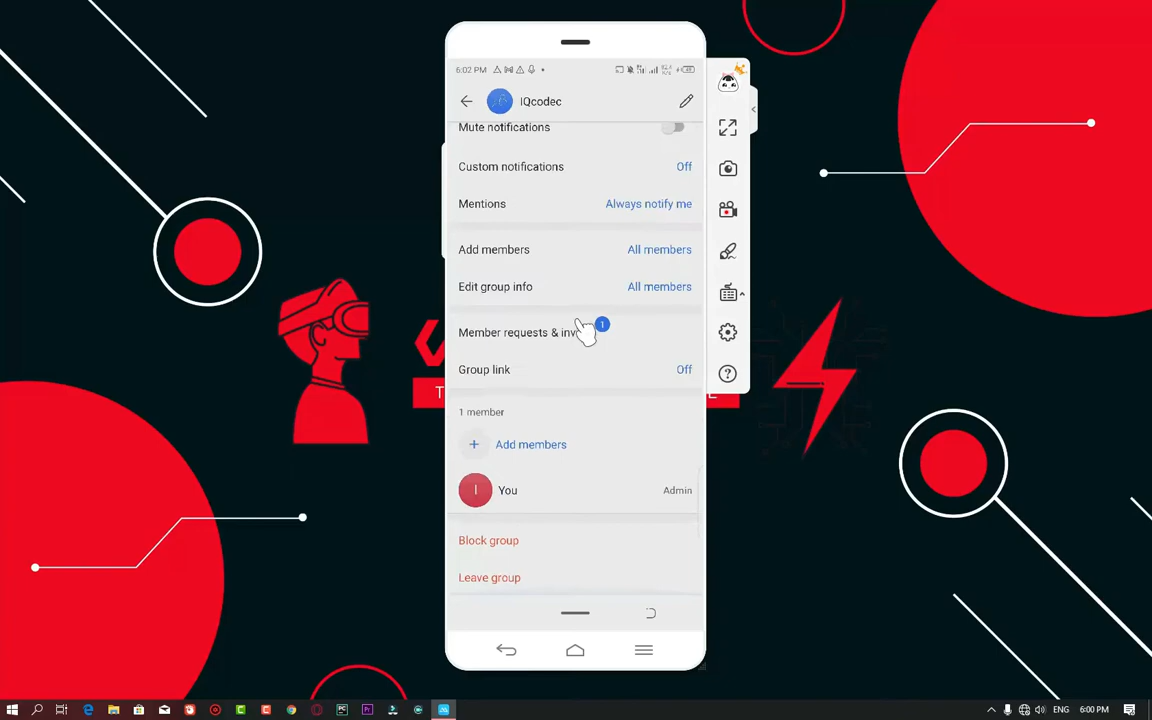 6:02 PM
IQcodec
Mute notifications
Custom notifications Off
Mentions Always notify me
Add members All members
Edit group info All members
Member requests & inv 1
Group link Off
1 member
+ Add members
I You Admin
Block group
Leave group
ENG 6:00 PM